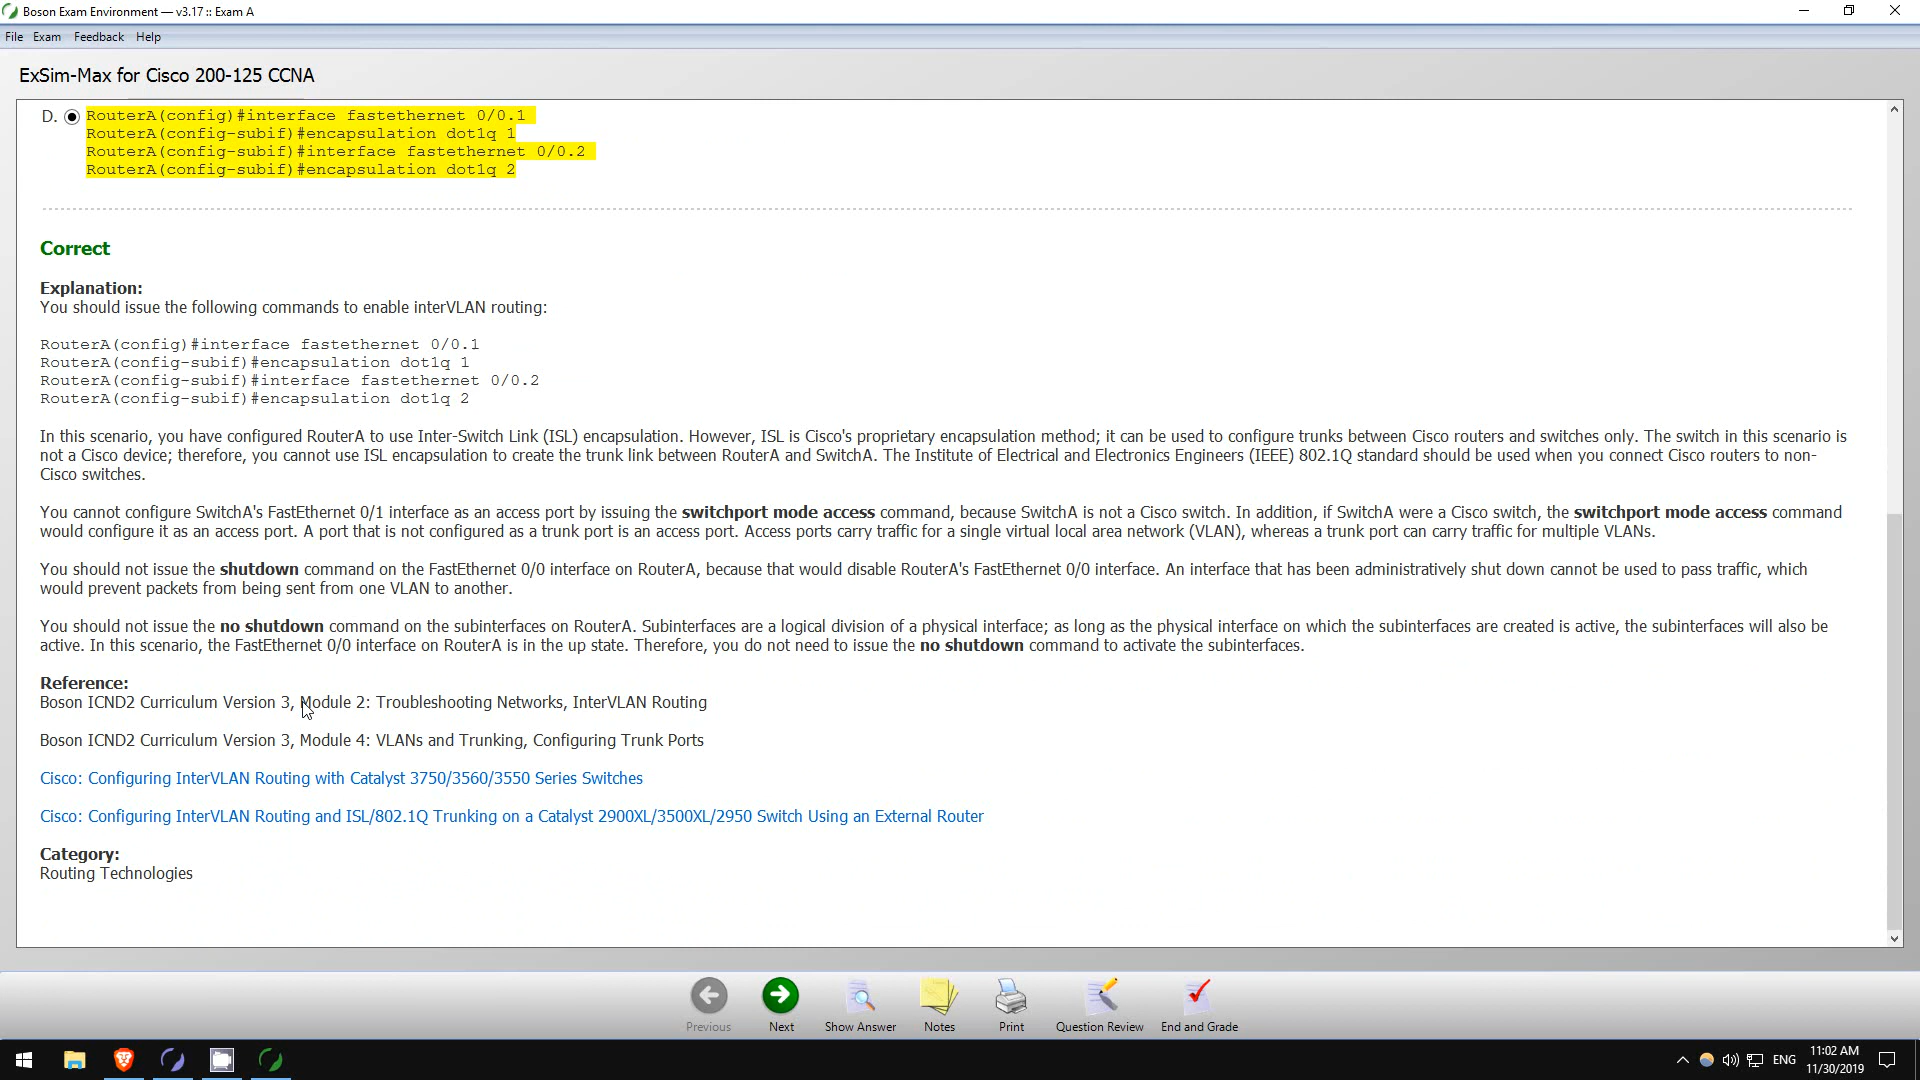 Boson Exam Environment — v3.17 :: Exam A
File Exam Feedback Help
ExSim-Max for Cisco 200-125 CCNA
D. RouterA(config)#interface fastethernet 0/0.1
RouterA(config-subif)#encapsulation dot1q 1
RouterA(config-subif)#interface fastethernet 0/0.2
RouterA(config-subif)#encapsulation dot1q 2
Correct
Explanation:
You should issue the following commands to enable interVLAN routing:
RouterA(config)#interface fastethernet 0/0.1
RouterA(config-subif)#encapsulation dot1q 1
RouterA(config-subif)#interface fastethernet 0/0.2
RouterA(config-subif)#encapsulation dot1q 2
In this scenario, you have configured RouterA to use Inter-Switch Link (ISL) encapsulation. However, ISL is Cisco's proprietary encapsulation method; it can be used to configure trunks between Cisco routers and switches only. The switch in this scenario is
not a Cisco device; therefore, you cannot use ISL encapsulation to create the trunk link between RouterA and SwitchA. The Institute of Electrical and Electronics Engineers (IEEE) 802.1Q standard should be used when you connect Cisco routers to non-
Cisco switches.
You cannot configure SwitchA's FastEthernet 0/1 interface as an access port by issuing the switchport mode access command, because SwitchA is not a Cisco switch. In addition, if SwitchA were a Cisco switch, the switchport mode access command
would configure it as an access port. A port that is not configured as a trunk port is an access port. Access ports carry traffic for a single virtual local area network (VLAN), whereas a trunk port can carry traffic for multiple VLANs.
You should not issue the shutdown command on the FastEthernet 0/0 interface on RouterA, because that would disable RouterA's FastEthernet 0/0 interface. An interface that has been administratively shut down cannot be used to pass traffic, which
would prevent packets from being sent from one VLAN to another.
You should not issue the no shutdown command on the subinterfaces on RouterA. Subinterfaces are a logical division of a physical interface; as long as the physical interface on which the subinterfaces are created is active, the subinterfaces will also be
active. In this scenario, the FastEthernet 0/0 interface on RouterA is in the up state. Therefore, you do not need to issue the no shutdown command to activate the subinterfaces.
Reference:
Boson ICND2 Curriculum Version 3, Module 2: Troubleshooting Networks, InterVLAN Routing
Boson ICND2 Curriculum Version 3, Module 4: VLANs and Trunking, Configuring Trunk Ports
Cisco: Configuring InterVLAN Routing with Catalyst 3750/3560/3550 Series Switches
Cisco: Configuring InterVLAN Routing and ISL/802.1Q Trunking on a Catalyst 2900XL/3500XL/2950 Switch Using an External Router
Category:
Routing Technologies
Previous Next Show Answer Notes Print Question Review End and Grade
ENG 11:02 AM
11/30/2019